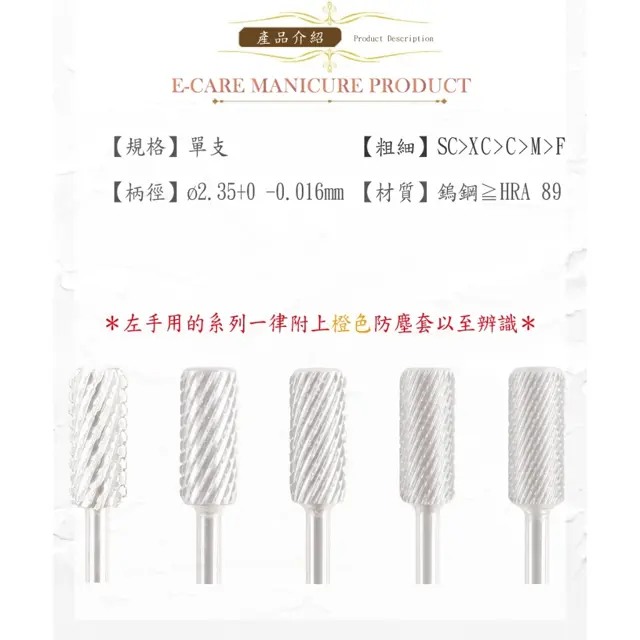 產品介紹 Product Description
E-CARE MANICURE PRODUCT
【規格】單支 【粗細】SC>XC>C>M>F
【柄徑】ø2.35+0 -0.016mm 【材質】鎢鋼≧HRA 89
＊左手用的系列一律附上橙色防塵套以至辨識＊